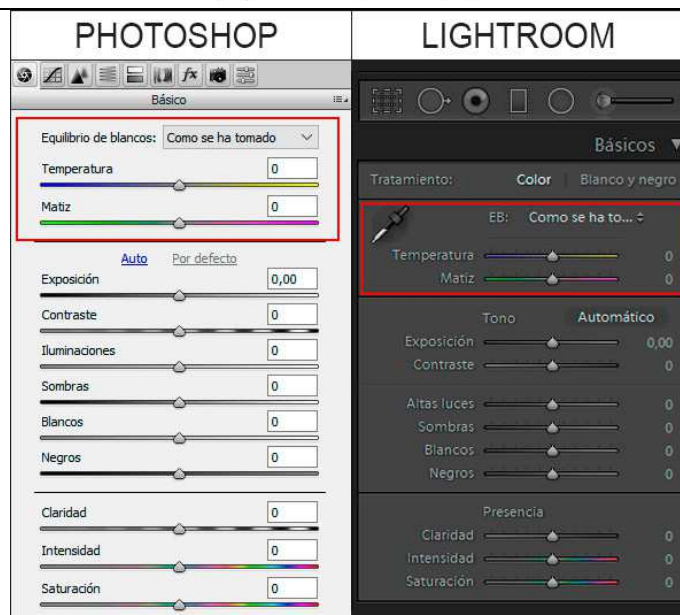 PHOTOSHOP
Básico
Equilibrio de blancos: Como se ha tomado
Temperatura 0
Matiz 0
Auto Por defecto
Exposición 0,00
Contraste 0
Iluminaciones 0
Sombras 0
Blancos 0
Negros 0
Claridad 0
Intensidad 0
Saturación 0
LIGHTROOM
Básicos
Tratamiento: Color Blanco y negro
EB: Como se ha to...
Temperatura 0
Matiz 0
Tono Automático
Exposición 0,00
Contraste 0
Altas luces 0
Sombras 0
Blancos 0
Negros 0
Presencia
Claridad 0
Intensidad 0
Saturación 0